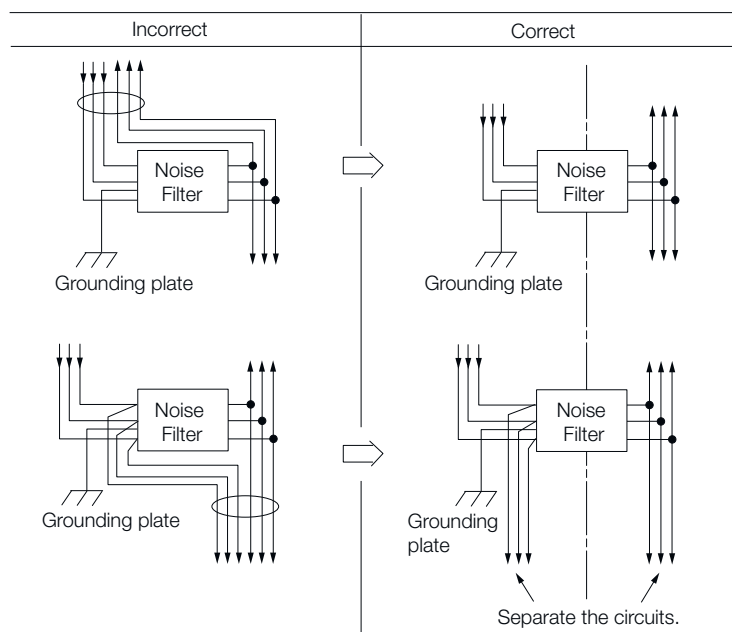 Incorrect
Correct
Noise
Filter
Grounding plate
Noise
Filter
Grounding plate
Noise
Filter
Grounding plate
Noise
Filter
Grounding
plate
Separate the circuits.